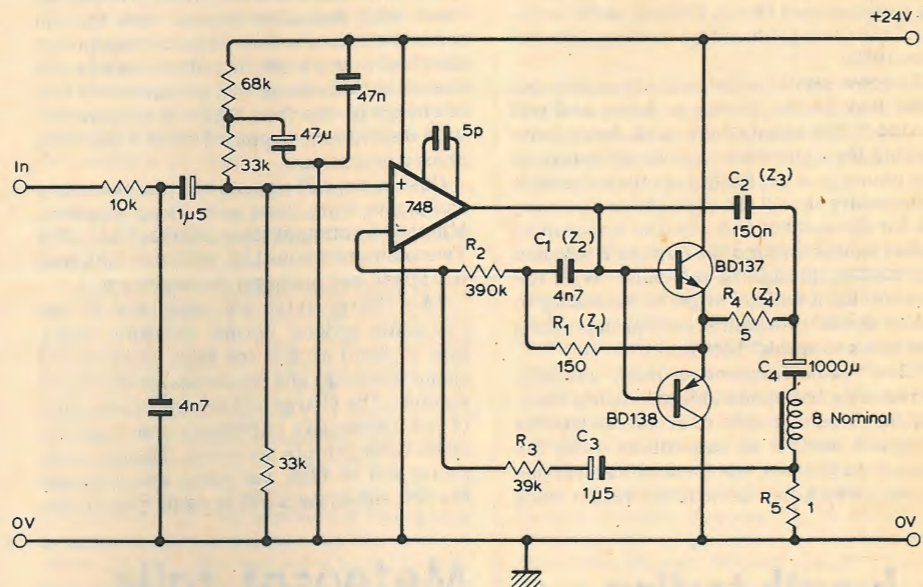 +24V
68k
47n
47µ
5p
33k
In
10k
1µ5
+
748
−
C₂ (Z₃)
150n
R₂
390k
C₁ (Z₂)
4n7
BD137
R₄ (Z₄)
5
R₁ (Z₁)
150
C₄
1000µ
4n7
33k
BD138
8 Nominal
R₃
39k
C₃
1µ5
R₅
1
0V
0V